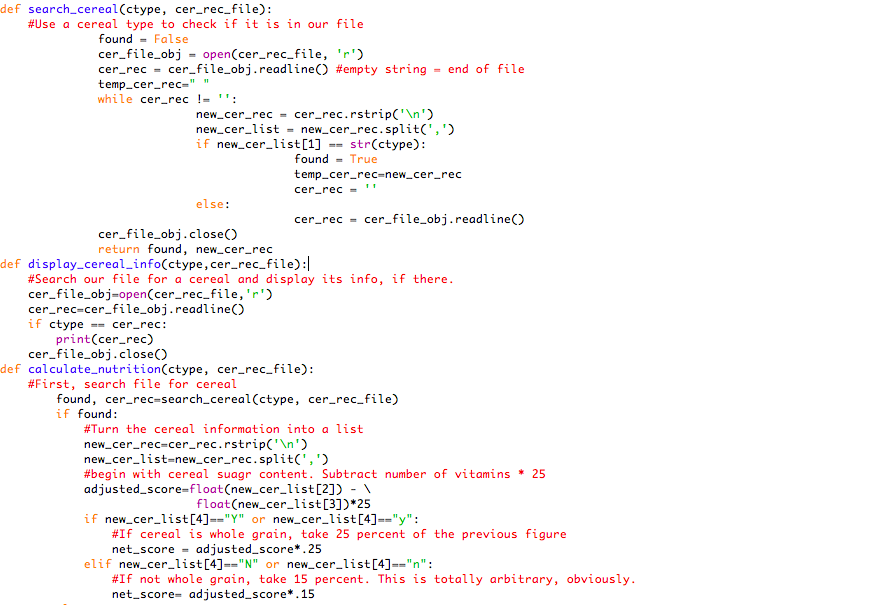 def search_cereal(ctype, cer_rec_file):
#Use a cereal type to check if it is in our file
found = False
cer_file_obj = open(cer_rec_file, 'r')
cer_rec = cer_file_obj.readline() #empty string = end of file
temp_cer_rec=" "
while cer_rec != '':
new_cer_rec = cer_rec.rstrip('\n')
new_cer_list = new_cer_rec.split(',')
if new_cer_list[1] == str(ctype):
found = True
temp_cer_rec=new_cer_rec
cer_rec = ''
else:
cer_rec = cer_file_obj.readline()
cer_file_obj.close()
return found, new_cer_rec
def display_cereal_info(ctype,cer_rec_file):
#Search our file for a cereal and display its info, if there.
cer_file_obj=open(cer_rec_file,'r')
cer_rec=cer_file_obj.readline()
if ctype == cer_rec:
print(cer_rec)
cer_file_obj.close()
def calculate_nutrition(ctype, cer_rec_file):
#First, search file for cereal
found, cer_rec=search_cereal(ctype, cer_rec_file)
if found:
#Turn the cereal information into a list
new_cer_rec=cer_rec.rstrip('\n')
new_cer_list=new_cer_rec.split(',')
#begin with cereal suagr content. Subtract number of vitamins * 25
adjusted_score=float(new_cer_list[2]) - \
float(new_cer_list[3])*25
if new_cer_list[4]=="Y" or new_cer_list[4]=="y":
#If cereal is whole grain, take 25 percent of the previous figure
net_score = adjusted_score*.25
elif new_cer_list[4]=="N" or new_cer_list[4]=="n":
#If not whole grain, take 15 percent. This is totally arbitrary, obviously.
net_score= adjusted_score*.15